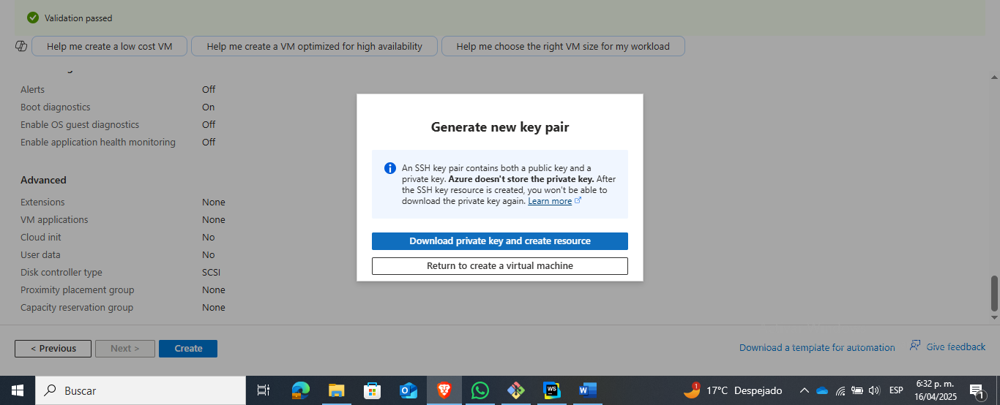 Validation passed
Help me create a low cost VM
Help me create a VM optimized for high availability
Help me choose the right VM size for my workload
Alerts Off
Boot diagnostics On
Enable OS guest diagnostics Off
Enable application health monitoring Off
Advanced
Extensions None
VM applications None
Cloud init No
User data No
Disk controller type SCSI
Proximity placement group None
Capacity reservation group None
Generate new key pair
An SSH key pair contains both a public key and a
private key. Azure doesn't store the private key. After
the SSH key resource is created, you won't be able to
download the private key again. Learn more
Download private key and create resource
Return to create a virtual machine
< Previous
Next >
Create
Download a template for automation
Give feedback
Buscar
WS
W
1
17°C Despejado
ESP
6:32 p. m.
16/04/2025
1